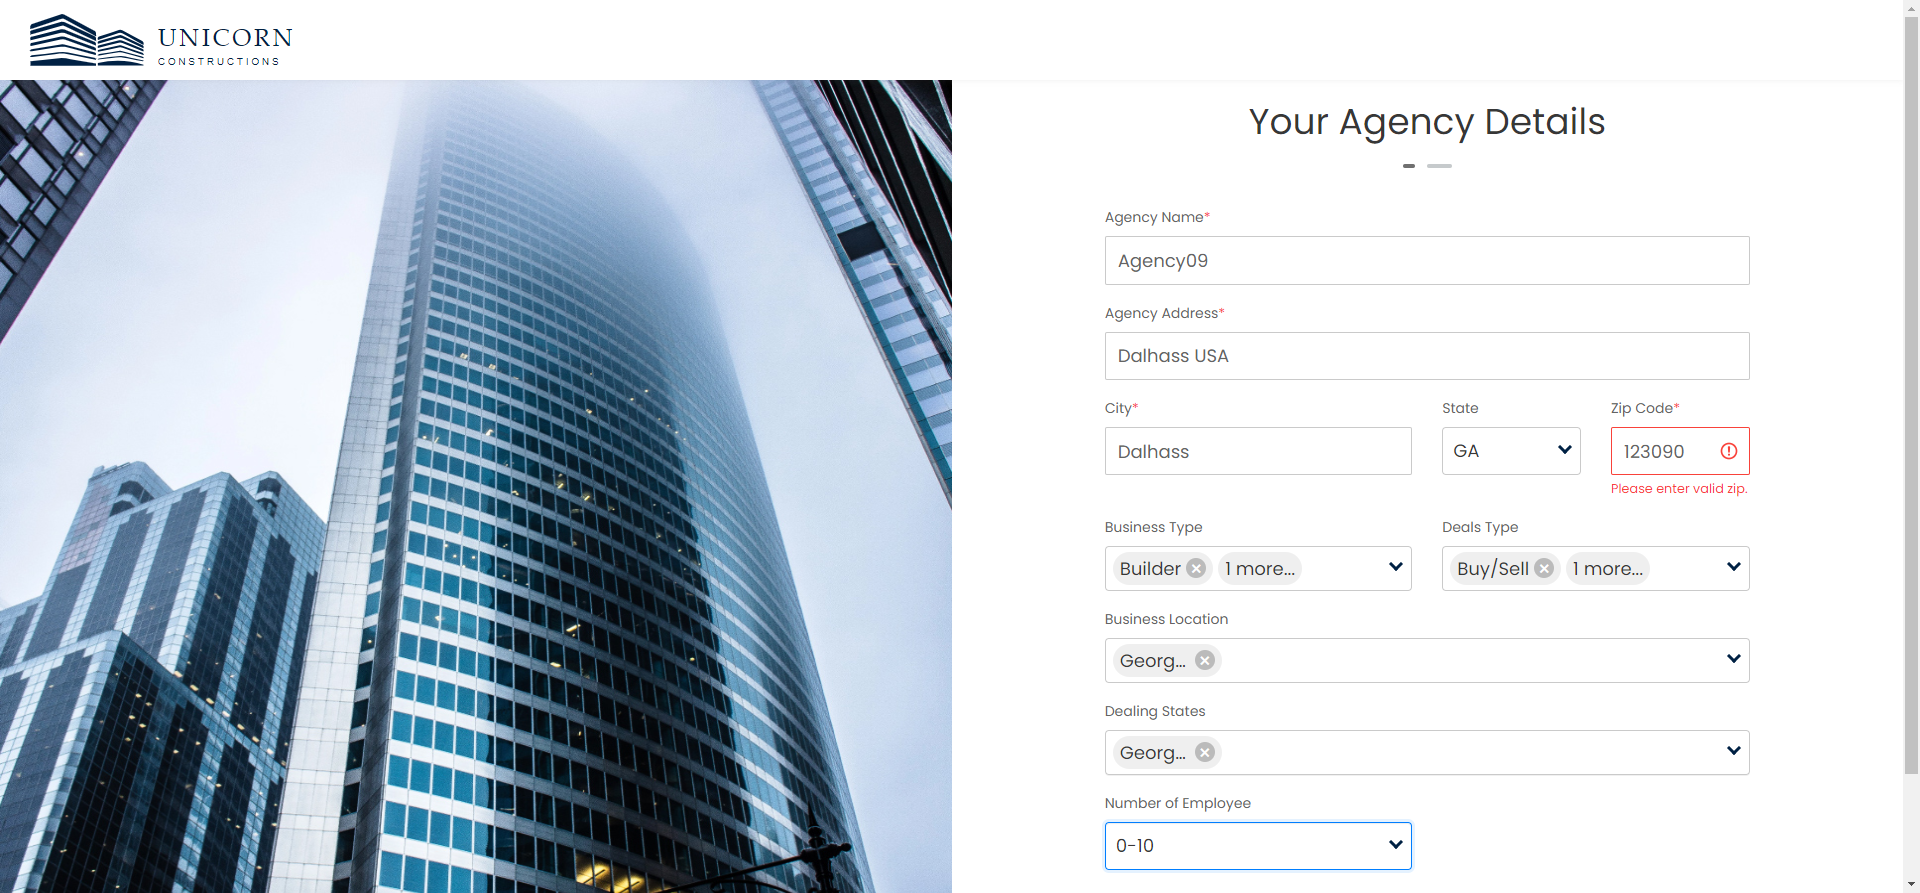 UNICORN
CONSTRUCTIONS
Your Agency Details
Agency Name*
Agency09
Agency Address*
Dalhass USA
City* State Zip Code*
Dalhass GA 123090
Please enter valid zip.
Business Type Deals Type
Builder 1 more... Buy/Sell 1 more...
Business Location
Georg...
Dealing States
Georg...
Number of Employee
0-10